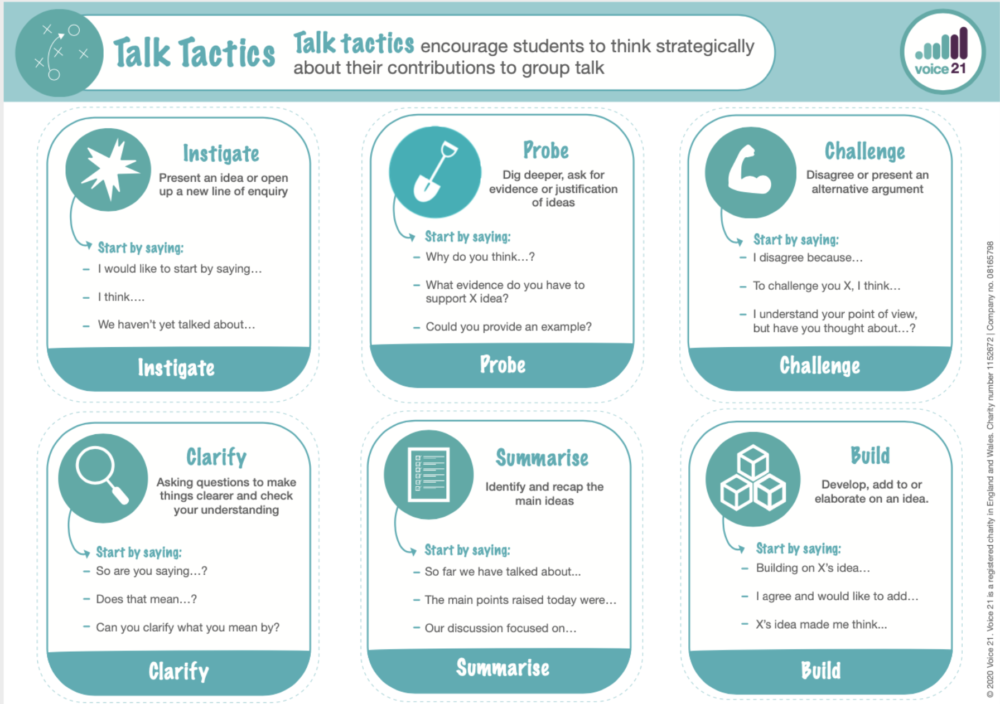 Talk Tactics
Talk tactics encourage students to think strategically
about their contributions to group talk
voice 21
Instigate
Present an idea or open
up a new line of enquiry
Start by saying:
– I would like to start by saying…
– I think….
– We haven’t yet talked about…
Instigate
Probe
Dig deeper, ask for
evidence or justification
of ideas
Start by saying:
– Why do you think…?
– What evidence do you have to
support X idea?
– Could you provide an example?
Probe
Challenge
Disagree or present an
alternative argument
Start by saying:
– I disagree because…
– To challenge you X, I think…
– I understand your point of view,
but have you thought about…?
Challenge
Clarify
Asking questions to make
things clearer and check
your understanding
Start by saying:
– So are you saying…?
– Does that mean…?
– Can you clarify what you mean by?
Clarify
Summarise
Identify and recap the
main ideas
Start by saying:
– So far we have talked about...
– The main points raised today were…
– Our discussion focused on…
Summarise
Build
Develop, add to or
elaborate on an idea.
Start by saying:
– Building on X’s idea…
– I agree and would like to add…
– X’s idea made me think...
Build
© 2020 Voice 21. Voice 21 is a registered charity in England and Wales. Charity number 1152672 | Company no. 08165798